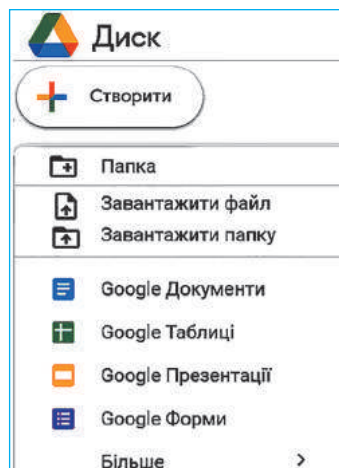 Диск
Створити
Папка
Завантажити файл
Завантажити папку
Google Документи
Google Таблиці
Google Презентації
Google Форми
Більше